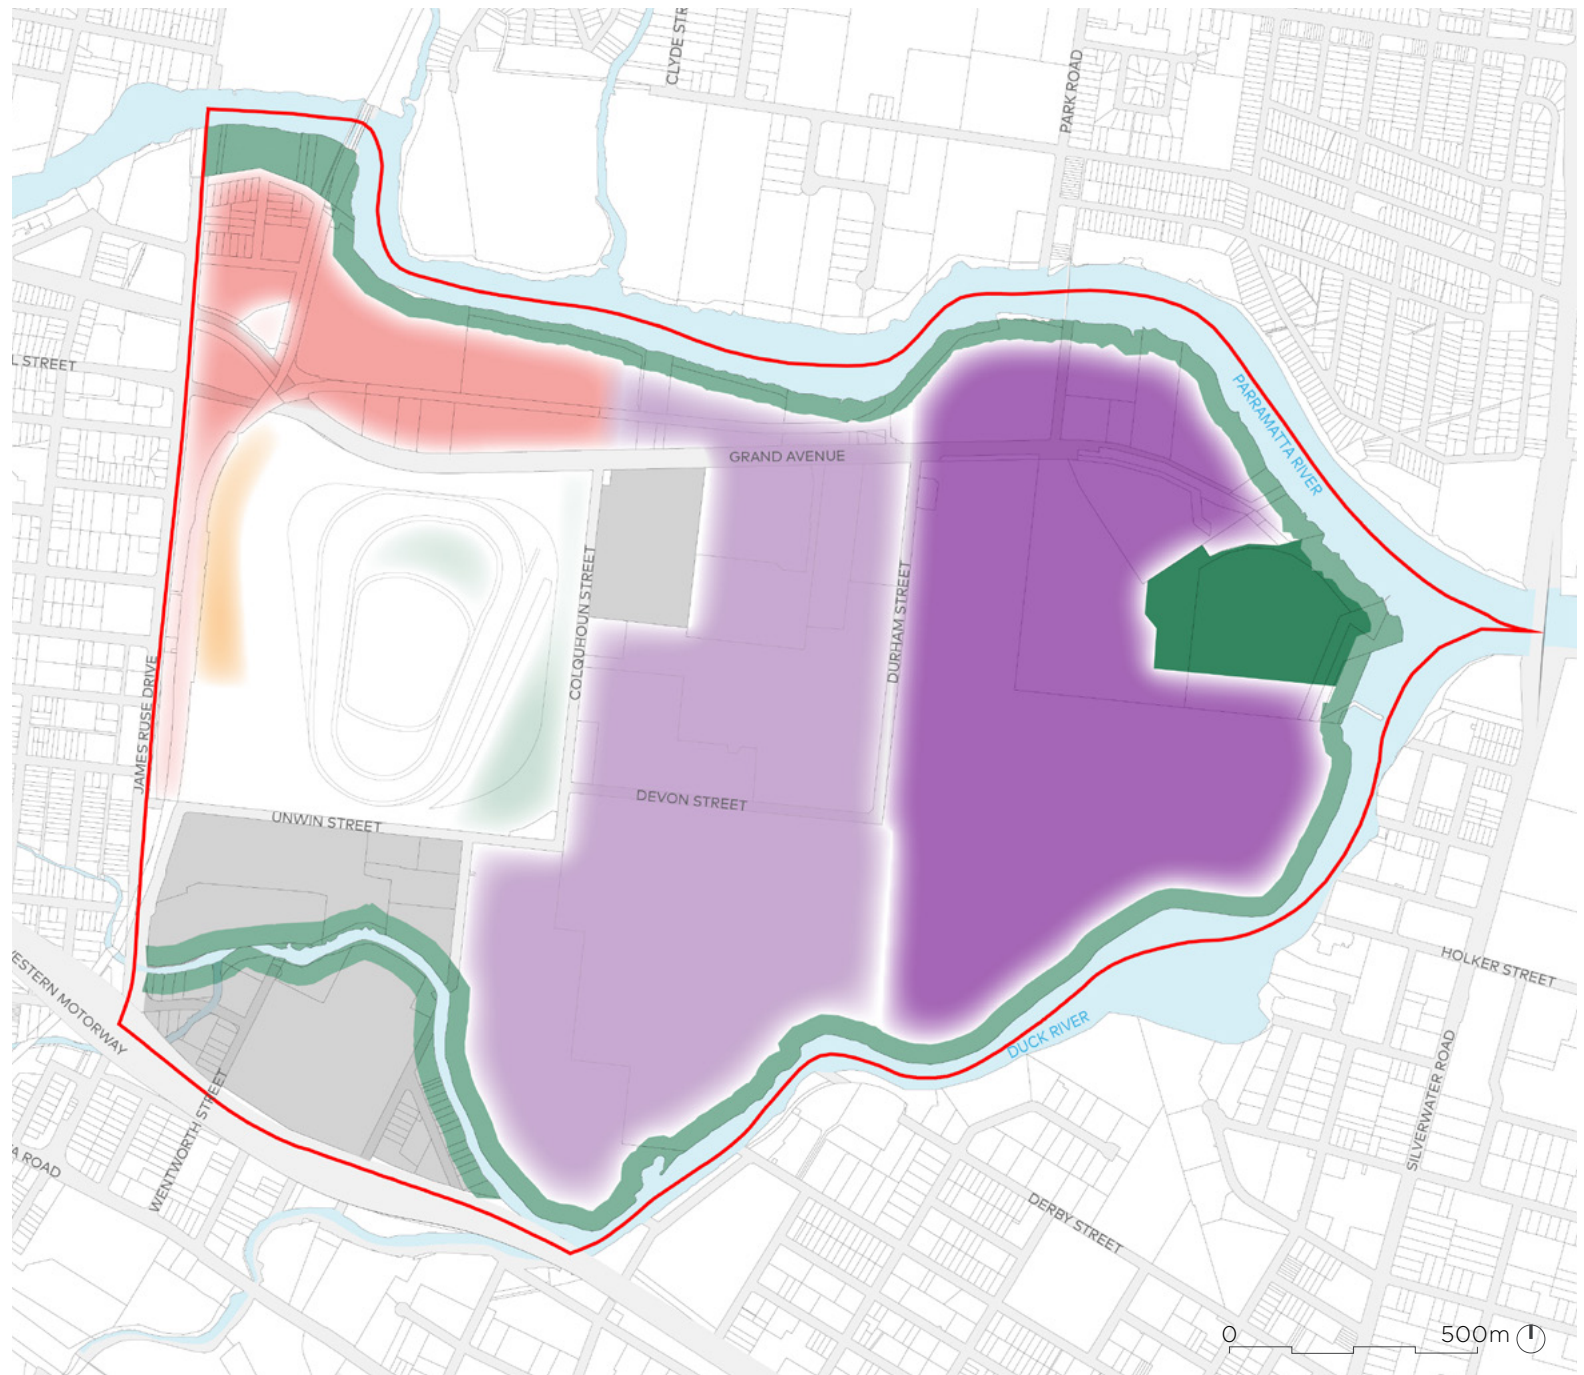 CLYDE STR
PARK ROAD
L STREET
PARRAMATTA RIVER
GRAND AVENUE
COLQUHOUN STREET
DURHAM STREET
JAMES RUSE DRIVE
DEVON STREET
UNWIN STREET
HOLKER STREET
ESTERN MOTORWAY
DUCK RIVER
SILVERWATER ROAD
WENTWORTH STREET
A ROAD
DERBY STREET
0 500m